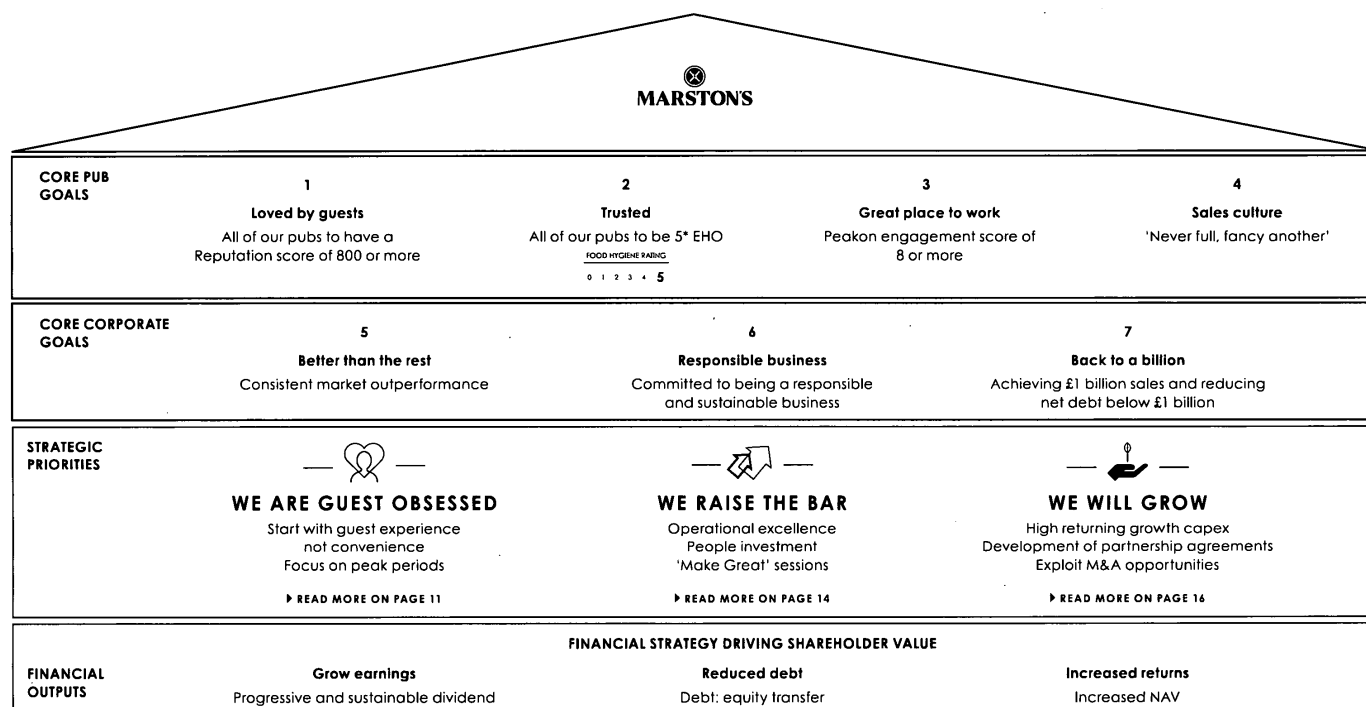 MARSTON'S
CORE PUB
GOALS
1
Loved by guests
All of our pubs to have a
Reputation score of 800 or more
2
Trusted
All of our pubs to be 5* EHO
FOOD HYGIENE RATING
0 1 2 3 4 5
3
Great place to work
Peakon engagement score of
8 or more
4
Sales culture
'Never full, fancy another'
CORE CORPORATE
GOALS
5
Better than the rest
Consistent market outperformance
6
Responsible business
Committed to being a responsible
and sustainable business
7
Back to a billion
Achieving £1 billion sales and reducing
net debt below £1 billion
STRATEGIC
PRIORITIES
WE ARE GUEST OBSESSED
Start with guest experience
not convenience
Focus on peak periods
READ MORE ON PAGE 11
WE RAISE THE BAR
Operational excellence
People investment
'Make Great' sessions
READ MORE ON PAGE 14
WE WILL GROW
High returning growth capex
Development of partnership agreements
Exploit M&A opportunities
READ MORE ON PAGE 16
FINANCIAL STRATEGY DRIVING SHAREHOLDER VALUE
FINANCIAL
OUTPUTS
Grow earnings
Progressive and sustainable dividend
Reduced debt
Debt: equity transfer
Increased returns
Increased NAV